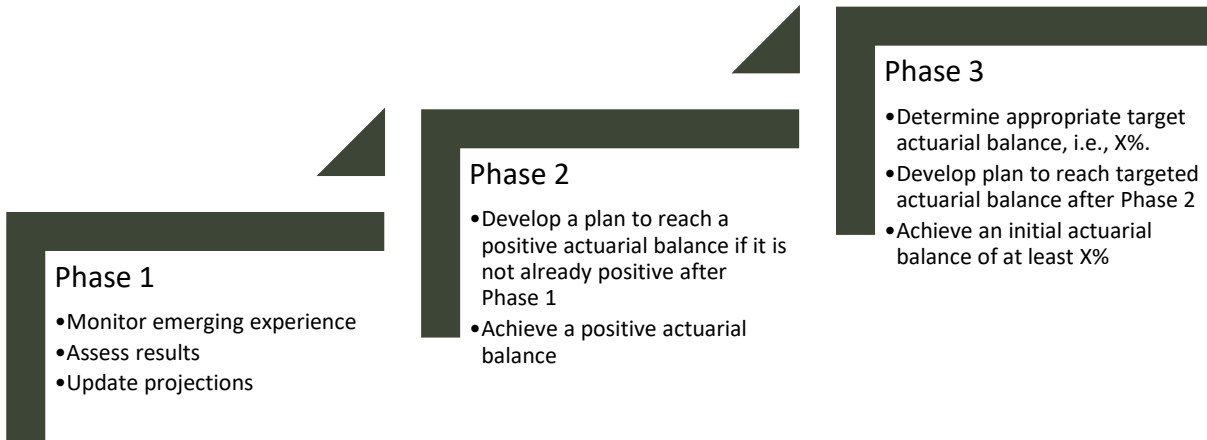 Phase 1
•Monitor emerging experience
•Assess results
•Update projections
Phase 2
•Develop a plan to reach a
positive actuarial balance if it is
not already positive after
Phase 1
•Achieve a positive actuarial
balance
Phase 3
•Determine appropriate target
actuarial balance, i.e., X%.
•Develop plan to reach targeted
actuarial balance after Phase 2
•Achieve an initial actuarial
balance of at least X%